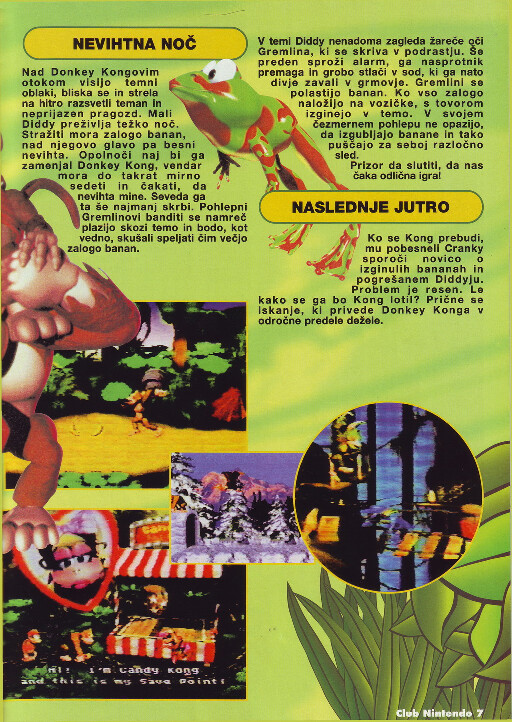 NEVIHTNA NOČ
Nad Donkey Kongovim
otokom visijo temni
oblaki, bliska se in strela
na hitro razsvetli teman in
neprijazen pragozd. Mali
Diddy preživlja težko noč.
Stražiti mora zalogo banan,
nad njegovo glavo pa besni
nevihta. Opolnoči naj bi ga
zamenjal Donkey Kong, vendar
mora do takrat mirno
sedeti in čakati, da
nevihta mine. Seveda ga
ta še najmanj skrbi. Pohlepni
Gremlinovi banditi se namreč
plazijo skozi temo in bodo, kot
vedno, skušali speljati čim večjo
zalogo banan.
V temi Diddy nenadoma zagleda žareče oči
Gremlina, ki se skriva v podrastju. Še
preden sproži alarm, ga nasprotnik
premaga in grobo stlači v sod, ki ga nato
divje zavali v grmovje. Gremlini se
polastijo banan. Ko vso zalogo
naložijo na vozičke, s tovorom
izginejo v temo. V svojem
čezmernem pohlepu ne opazijo,
da izgubljajo banane in tako
puščajo za seboj razločno
sled.
Prizor da slutiti, da nas
čaka odlična igra!
NASLEDNJE JUTRO
Ko se Kong prebudi,
mu pobesneli Cranky
sporoči novico o
izginulih bananah in
pogrešanem Diddyju.
Problem je resen. Le
kako se ga bo Kong lotil? Prične se
iskanje, ki privede Donkey Konga v
odročne predele dežele.
Hi! I'm Candy Kong
and this is my Save Point!
Club Nintendo 7